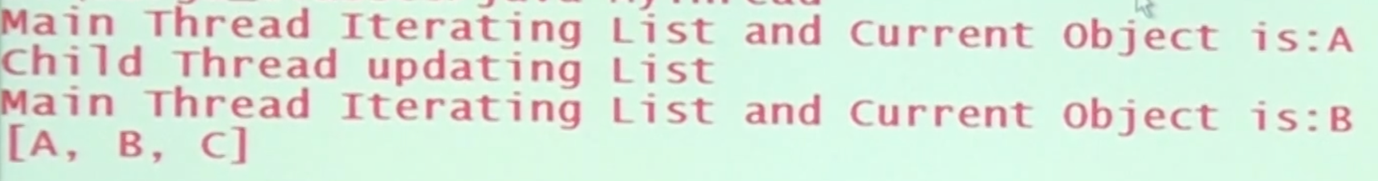 Main Thread Iterating List and Current Object is:A
Child Thread updating List
Main Thread Iterating List and Current Object is:B
[A, B, C]